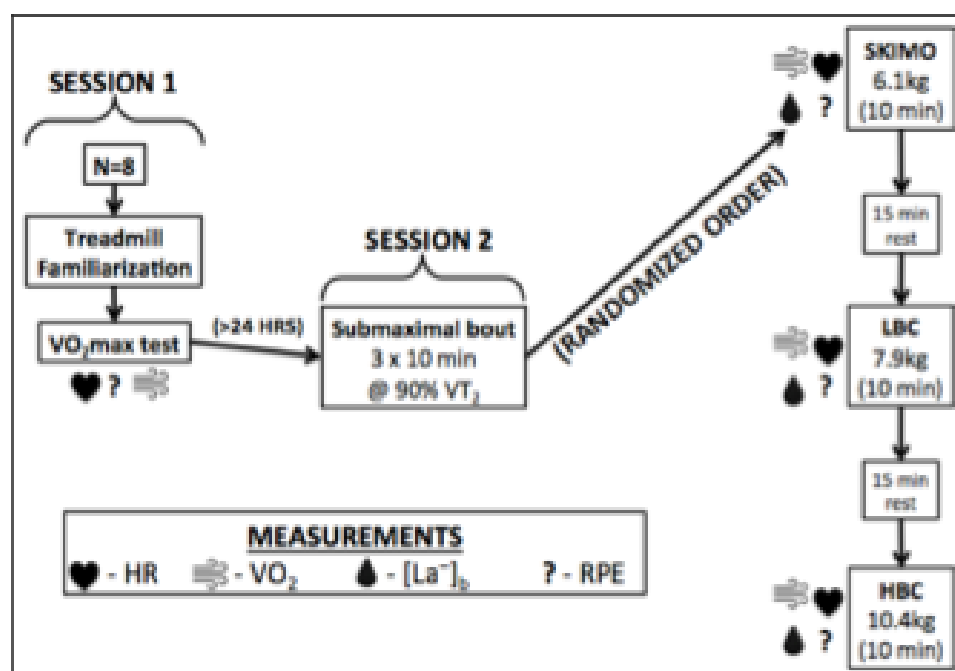 SESSION 1
N=8
Treadmill
Familiarization
VO₂max test
? 
(>24 HRS)
SESSION 2
Submaximal bout
3 x 10 min
@ 90% VT₂
(RANDOMIZED ORDER)
?
SKIMO
6.1kg
(10 min)
15 min
rest
?
LBC
7.9kg
(10 min)
15 min
rest
?
HBC
10.4kg
(10 min)
MEASUREMENTS
- HR - VO₂ - [La⁻]b ? - RPE